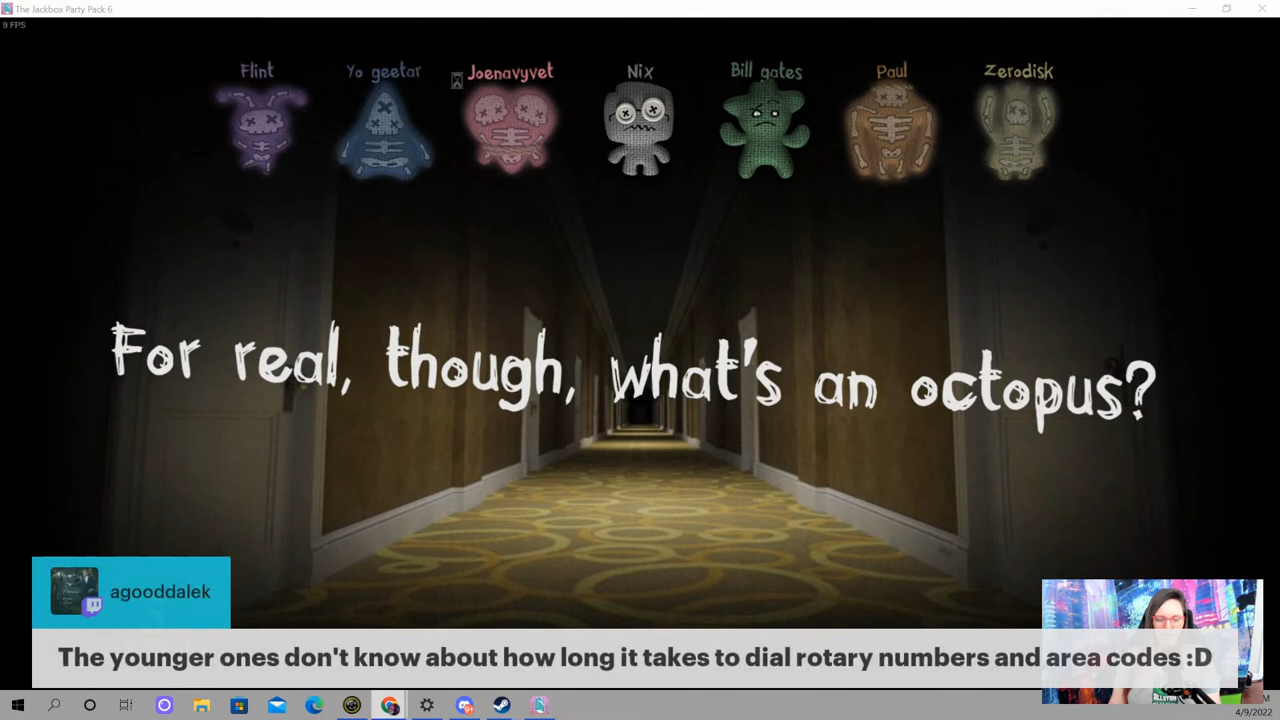 The Jackbox Party Pack 6
9 FPS
Flint
Yo geetar
Joenavyvet
Nix
Bill gates
Paul
Zerodisk
For real, though, what's an octopus?
agooddalek
The younger ones don't know about how long it takes to dial rotary numbers and area codes :D
4/9/2022